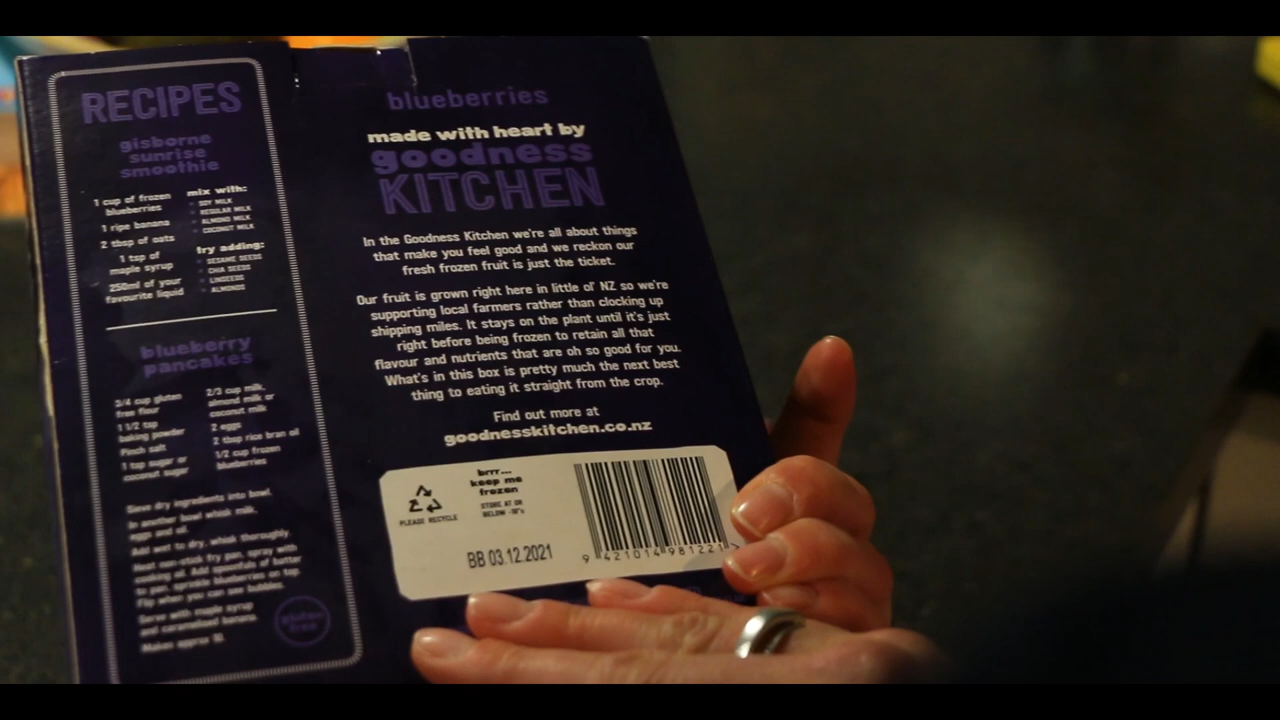 RECIPES
gisborne
sunrise
smoothie
1 cup of frozen
blueberries
1 ripe banana
2 tbsp of oats
1 tsp of
maple syrup
250ml of your
favourite liquid
mix with:
SOY MILK
REGULAR MILK
ALMOND MILK
COCONUT MILK
try adding:
SESAME SEEDS
CHIA SEEDS
LINSEEDS
ALMONDS
blueberry
pancakes
3/4 cup gluten
free flour
1 1/2 tsp
baking powder
Pinch salt
1 tsp sugar or
coconut sugar
2/3 cup milk,
almond milk or
coconut milk
2 eggs
2 tbsp rice bran oil
1/2 cup frozen
blueberries
Sieve dry ingredients into bowl.
In another bowl whisk milk,
eggs and oil.
Add wet to dry, whisk thoroughly.
Heat non-stick fry pan, spray with
cooking oil. Add spoonfuls of batter
to pan, sprinkle blueberries on top.
Flip when you can see bubbles.
Serve with maple syrup
and caramelised banana.
Makes approx 10.
gluten
free
blueberries
made with heart by
goodness
KITCHEN
In the Goodness Kitchen we're all about things
that make you feel good and we reckon our
fresh frozen fruit is just the ticket.
Our fruit is grown right here in little ol' NZ so we're
supporting local farmers rather than clocking up
shipping miles. It stays on the plant until it's just
right before being frozen to retain all that
flavour and nutrients that are oh so good for you.
What's in this box is pretty much the next best
thing to eating it straight from the crop.
Find out more at
goodnesskitchen.co.nz
PLEASE RECYCLE
brrr...
keep me
frozen
STORE AT OR
BELOW -18°c
BB 03.12.2021
9 421014 981221 >